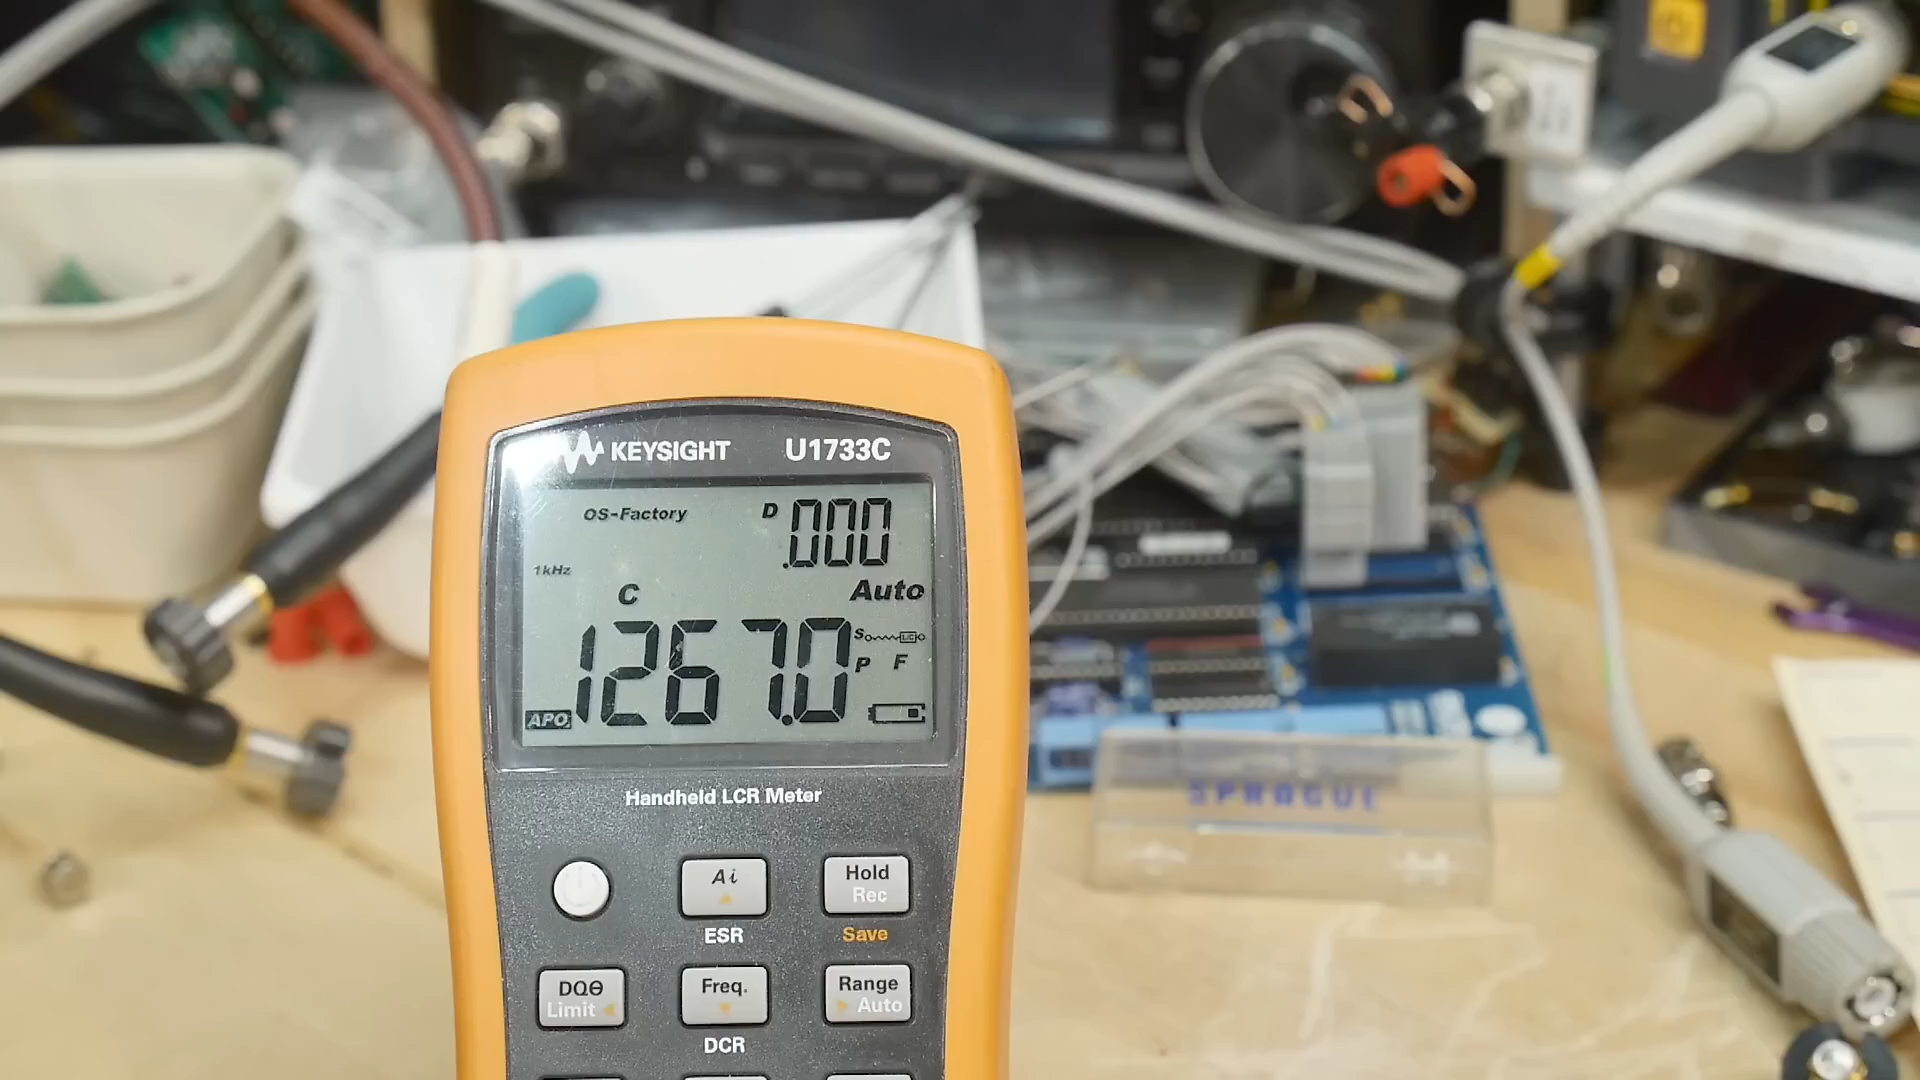 KEYSIGHT U1733C
OS-Factory D .000
1kHz
C Auto
1267.0 S L/C
P F
APO
Handheld LCR Meter
Ai
Hold
Rec
ESR
Save
DQΘ
Limit
Freq.
Range
Auto
DCR
SPRAGUE